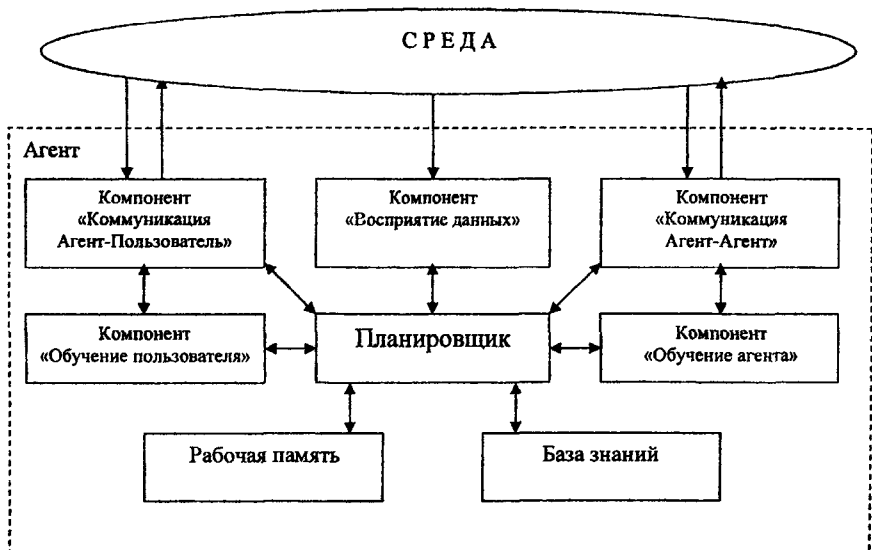 СРЕДА
Агент
Компонент
«Коммуникация
Агент-Пользователь»
Компонент
«Восприятие данных»
Компонент
«Коммуникация
Агент-Агент»
Компонент
«Обучение пользователя»
Планировщик
Компонент
«Обучение агента»
Рабочая память
База знаний